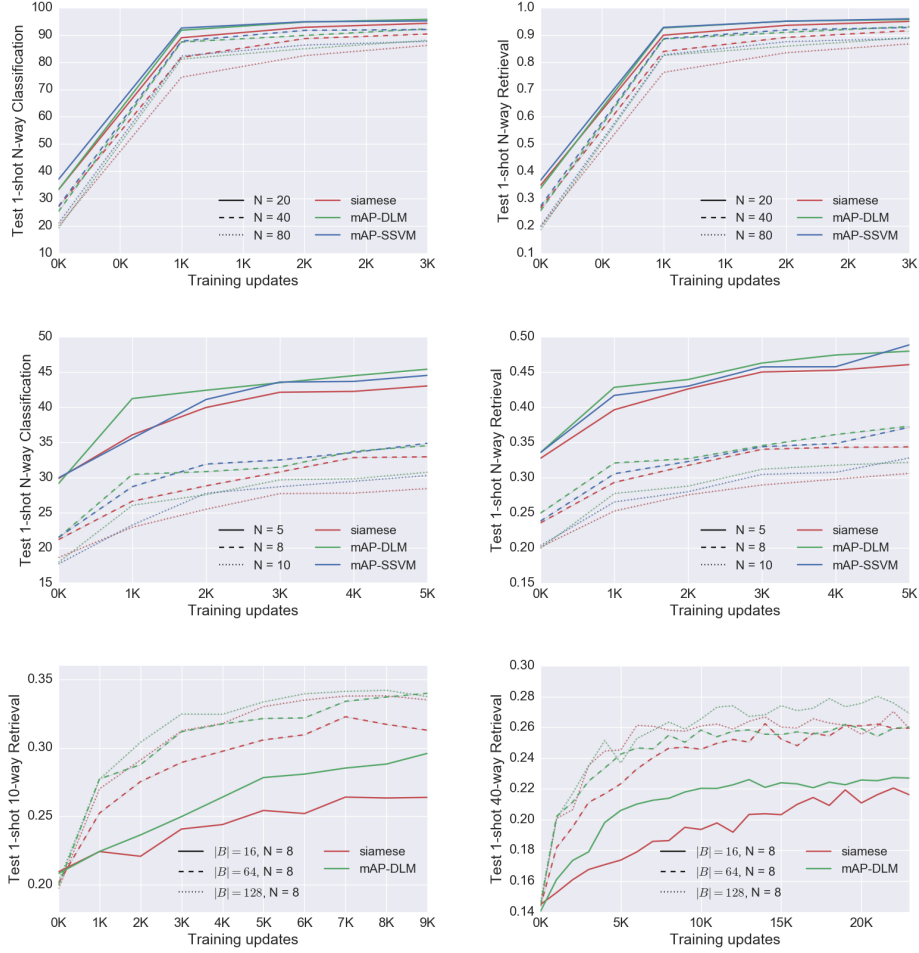 100
90
80
70
60
50
40
30
20
10
Test 1-shot N-way Classification
N = 20 siamese
N = 40 mAP-DLM
N = 80 mAP-SSVM
0K 0K 1K 1K 2K 2K 3K
Training updates
1.0
0.9
0.8
0.7
0.6
0.5
0.4
0.3
0.2
0.1
Test 1-shot N-way Retrieval
N = 20 siamese
N = 40 mAP-DLM
N = 80 mAP-SSVM
0K 0K 1K 1K 2K 2K 3K
Training updates
50
45
40
35
30
25
20
15
Test 1-shot N-way Classification
N = 5 siamese
N = 8 mAP-DLM
N = 10 mAP-SSVM
0K 1K 2K 3K 4K 5K
Training updates
0.50
0.45
0.40
0.35
0.30
0.25
0.20
0.15
Test 1-shot N-way Retrieval
N = 5 siamese
N = 8 mAP-DLM
N = 10 mAP-SSVM
0K 1K 2K 3K 4K 5K
Training updates
0.35
0.30
0.25
0.20
Test 1-shot 10-way Retrieval
|B| = 16, N = 8 siamese
|B| = 64, N = 8 mAP-DLM
|B| = 128, N = 8
0K 1K 2K 3K 4K 5K 6K 7K 8K 9K
Training updates
0.30
0.28
0.26
0.24
0.22
0.20
0.18
0.16
0.14
Test 1-shot 40-way Retrieval
|B| = 16, N = 8 siamese
|B| = 64, N = 8 mAP-DLM
|B| = 128, N = 8
0K 5K 10K 15K 20K
Training updates